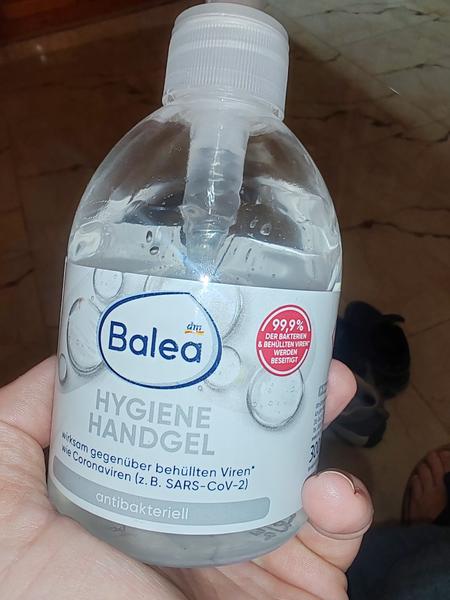 dm
Balea
99,9%
DER BAKTERIEN
& BEHÜLLTEN VIREN*
WERDEN
BESEITIGT
HYGIENE
HANDGEL
wirksam gegenüber behüllten Viren*
wie Coronaviren (z. B. SARS-CoV-2)
antibakteriell